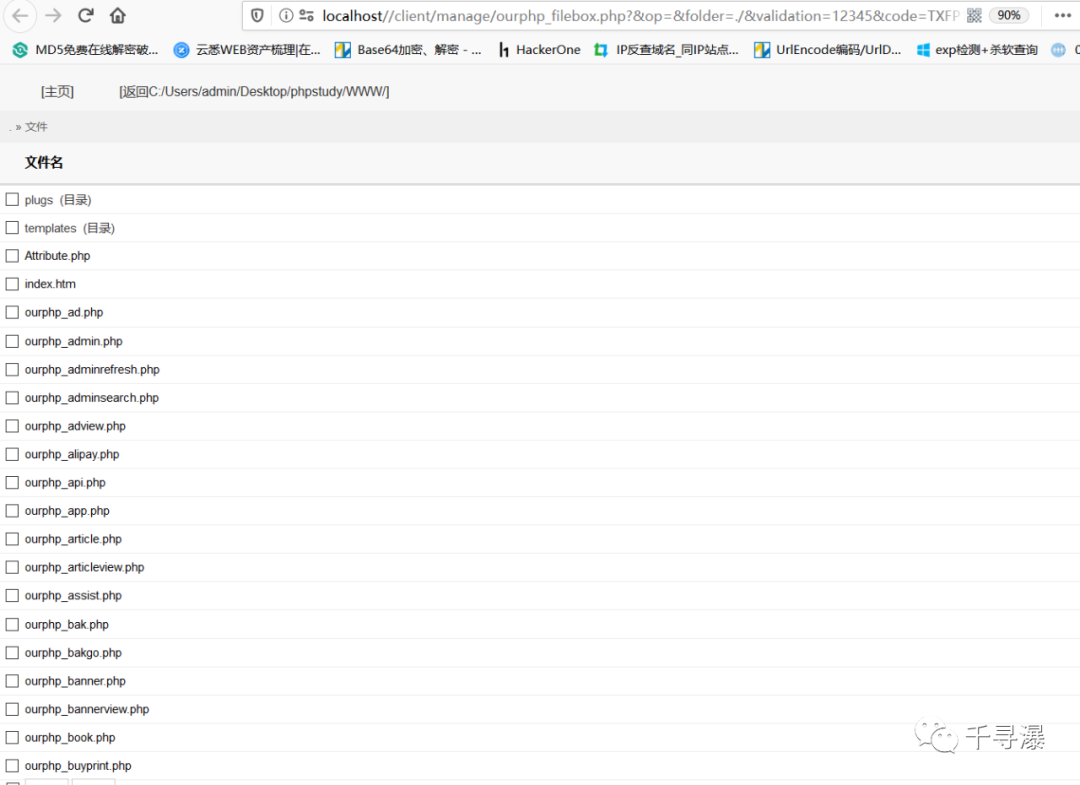 localhost//client/manage/ourphp_filebox.php?&op=&folder=./&validation=12345&code=TXFP 90%
MD5免费在线解密破... 云悉WEB资产梳理|在... Base64加密、解密 - ... HackerOne IP反查域名_同IP站点... UrlEncode编码/UrlD... exp检测+杀软查询
[主页] [返回C:/Users/admin/Desktop/phpstudy/WWW/]
. » 文件
文件名
plugs (目录)
templates (目录)
Attribute.php
index.htm
ourphp_ad.php
ourphp_admin.php
ourphp_adminrefresh.php
ourphp_adminsearch.php
ourphp_adview.php
ourphp_alipay.php
ourphp_api.php
ourphp_app.php
ourphp_article.php
ourphp_articleview.php
ourphp_assist.php
ourphp_bak.php
ourphp_bakgo.php
ourphp_banner.php
ourphp_bannerview.php
ourphp_book.php
千寻瀑
ourphp_buyprint.php